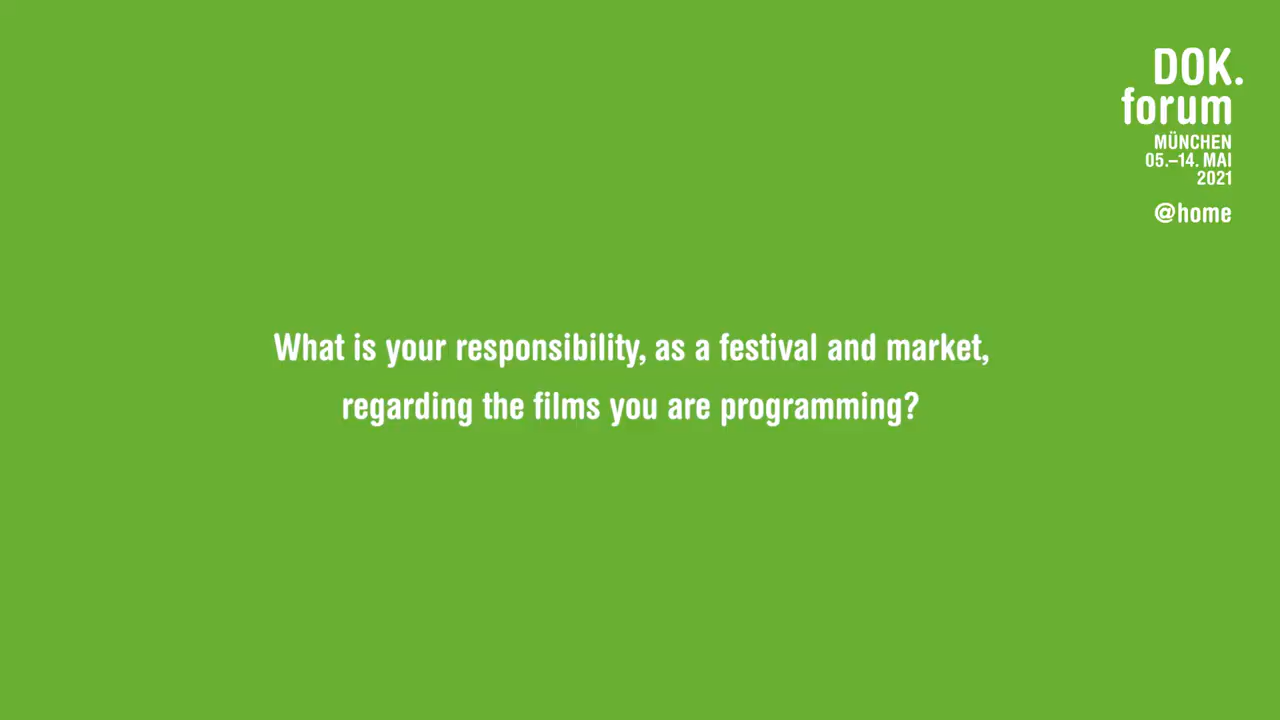 DOK.
forum
MÜNCHEN
05.–14. MAI
2021
@home
What is your responsibility, as a festival and market,
regarding the films you are programming?